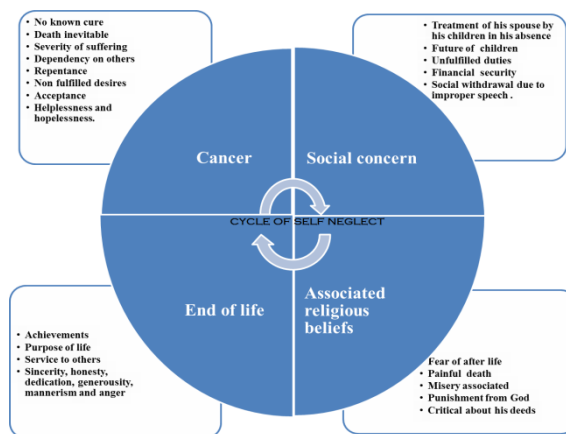 • No known cure
• Death inevitable
• Severity of suffering
• Dependency on others
• Repentance
• Non fulfilled desires
• Acceptance
• Helplessness and
hopelessness.
• Treatment of his spouse by
his children in his absence
• Future of children
• Unfulfilled duties
• Financial security
• Social withdrawal due to
improper speech .
Cancer
Social concern
CYCLE OF SELF NEGLECT
End of life
Associated
religious
beliefs
• Achievements
• Purpose of life
• Service to others
• Sincerity, honesty,
dedication, generousity,
mannerism and anger
Fear of after life
• Painful death
• Misery associated
• Punishment from God
• Critical about his deeds